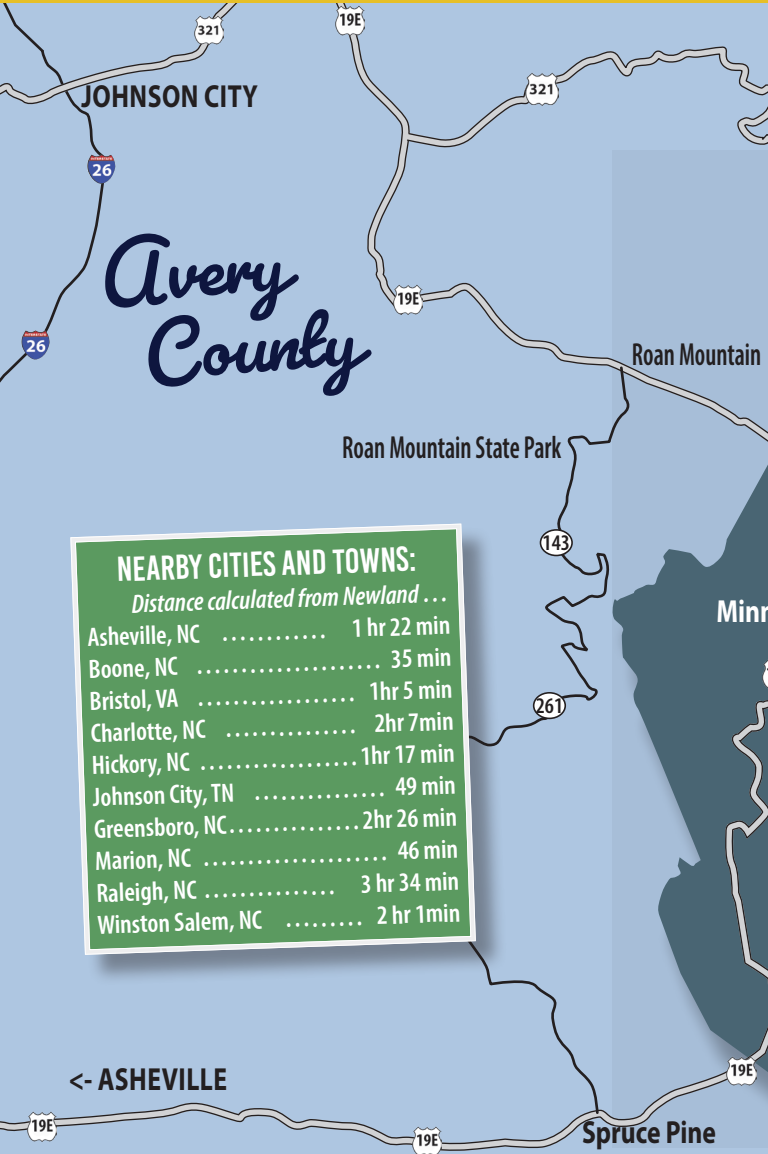 321
19E
321
JOHNSON CITY
INTERSTATE
26
Avery
County
19E
INTERSTATE
26
Roan Mountain
Roan Mountain State Park
143
NEARBY CITIES AND TOWNS:
Distance calculated from Newland . . .
Asheville, NC . . . . . . . . . . . . 1 hr 22 min
Boone, NC . . . . . . . . . . . . . . . . . . . . . 35 min
Bristol, VA . . . . . . . . . . . . . . . . . . 1hr 5 min
Charlotte, NC . . . . . . . . . . . . . . . 2hr 7min
Hickory, NC . . . . . . . . . . . . . . . . . . 1hr 17 min
Johnson City, TN . . . . . . . . . . . . . . . 49 min
Greensboro, NC . . . . . . . . . . . . . . . 2hr 26 min
Marion, NC . . . . . . . . . . . . . . . . . . . . . 46 min
Raleigh, NC . . . . . . . . . . . . . . . 3 hr 34 min
Winston Salem, NC . . . . . . . . . 2 hr 1min
Minn
261
19E
<- ASHEVILLE
19E
19E
Spruce Pine